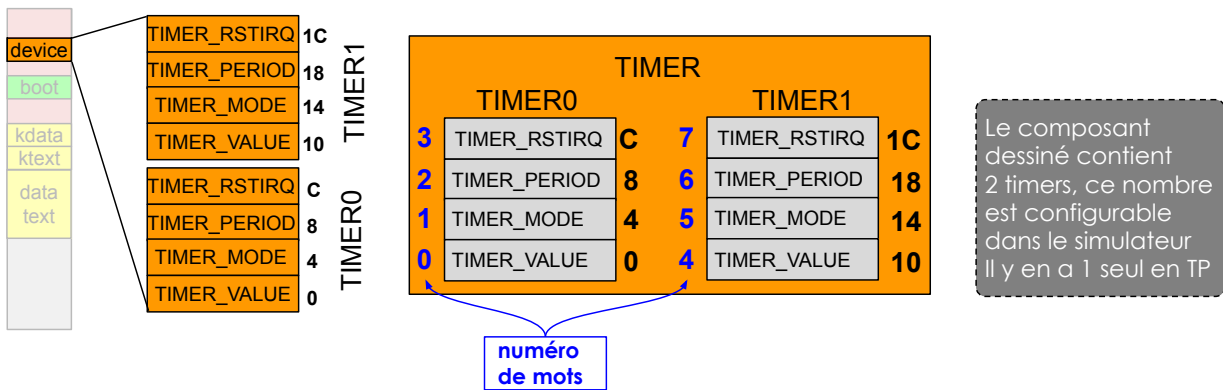 device
boot
kdata
ktext
data
text
TIMER_RSTIRQ 1C
TIMER_PERIOD 18
TIMER_MODE 14
TIMER_VALUE 10
TIMER1
TIMER_RSTIRQ C
TIMER_PERIOD 8
TIMER_MODE 4
TIMER_VALUE 0
TIMER0
TIMER
TIMER0
3 TIMER_RSTIRQ C
2 TIMER_PERIOD 8
1 TIMER_MODE 4
0 TIMER_VALUE 0
TIMER1
7 TIMER_RSTIRQ 1C
6 TIMER_PERIOD 18
5 TIMER_MODE 14
4 TIMER_VALUE 10
numéro
de mots
Le composant
dessiné contient
2 timers, ce nombre
est configurable
dans le simulateur
Il y en a 1 seul en TP